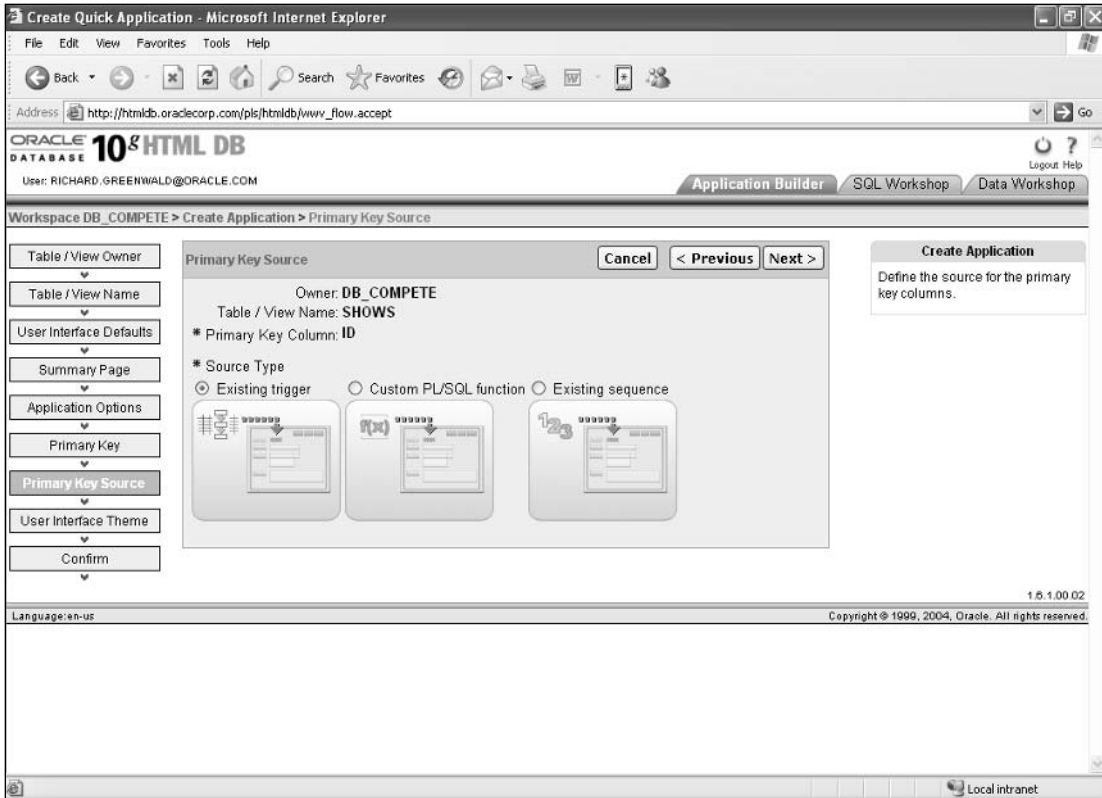 Create Quick Application - Microsoft Internet Explorer
File Edit View Favorites Tools Help
Back Search Favorites
Address http://htmldb.oraclecorp.com/pls/htmldb/wwv_flow.accept Go
ORACLE DATABASE 10g HTML DB
Logout Help
User: RICHARD.GREENWALD@ORACLE.COM
Application Builder SQL Workshop Data Workshop
Workspace DB_COMPETE > Create Application > Primary Key Source
Table / View Owner
Table / View Name
User Interface Defaults
Summary Page
Application Options
Primary Key
Primary Key Source
User Interface Theme
Confirm
Primary Key Source Cancel < Previous Next >
Owner: DB_COMPETE
Table / View Name: SHOWS
* Primary Key Column: ID
* Source Type
Existing trigger Custom PL/SQL function Existing sequence
f(x) 123
Create Application
Define the source for the primary
key columns.
1.6.1.00.02
Language:en-us Copyright © 1999, 2004, Oracle. All rights reserved.
Local intranet